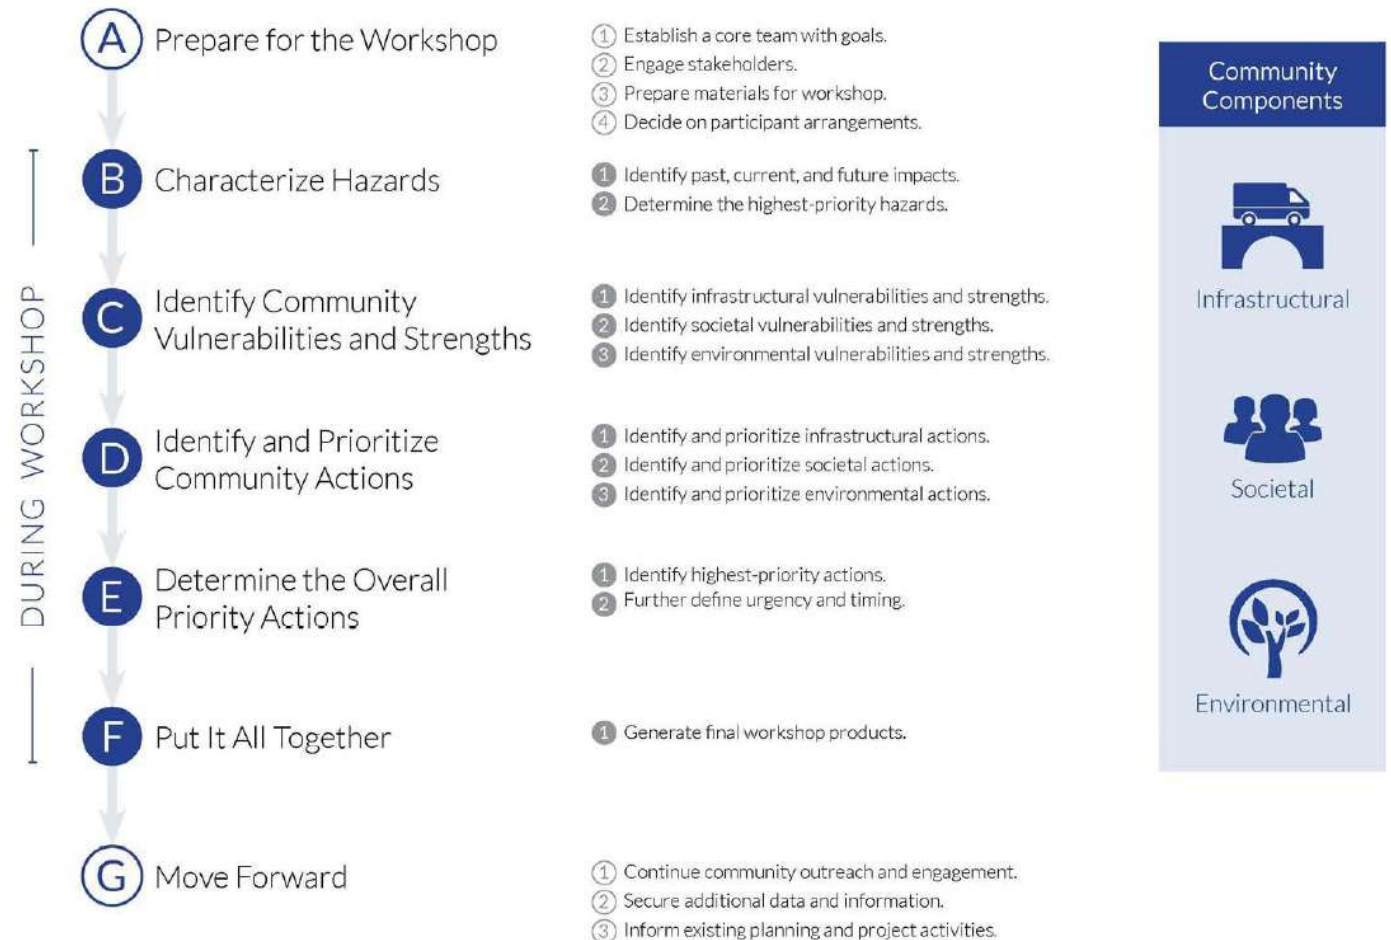 A Prepare for the Workshop
1 Establish a core team with goals.
2 Engage stakeholders.
3 Prepare materials for workshop.
4 Decide on participant arrangements.
DURING WORKSHOP
B Characterize Hazards
1 Identify past, current, and future impacts.
2 Determine the highest-priority hazards.
C Identify Community
Vulnerabilities and Strengths
1 Identify infrastructural vulnerabilities and strengths.
2 Identify societal vulnerabilities and strengths.
3 Identify environmental vulnerabilities and strengths.
D Identify and Prioritize
Community Actions
1 Identify and prioritize infrastructural actions.
2 Identify and prioritize societal actions.
3 Identify and prioritize environmental actions.
E Determine the Overall
Priority Actions
1 Identify highest-priority actions.
2 Further define urgency and timing.
F Put It All Together
1 Generate final workshop products.
G Move Forward
1 Continue community outreach and engagement.
2 Secure additional data and information.
3 Inform existing planning and project activities.
Community
Components
Infrastructural
Societal
Environmental